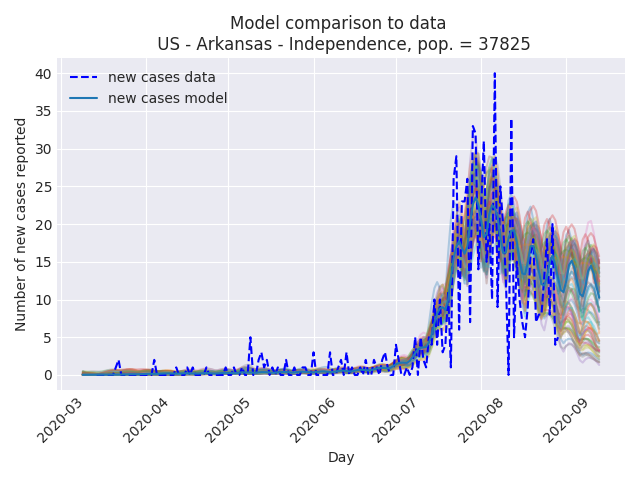 Model comparison to data
US - Arkansas - Independence, pop. = 37825
new cases data
new cases model
Number of new cases reported
40
35
30
25
20
15
10
5
0
2020-03
2020-04
2020-05
2020-06
2020-07
2020-08
2020-09
Day